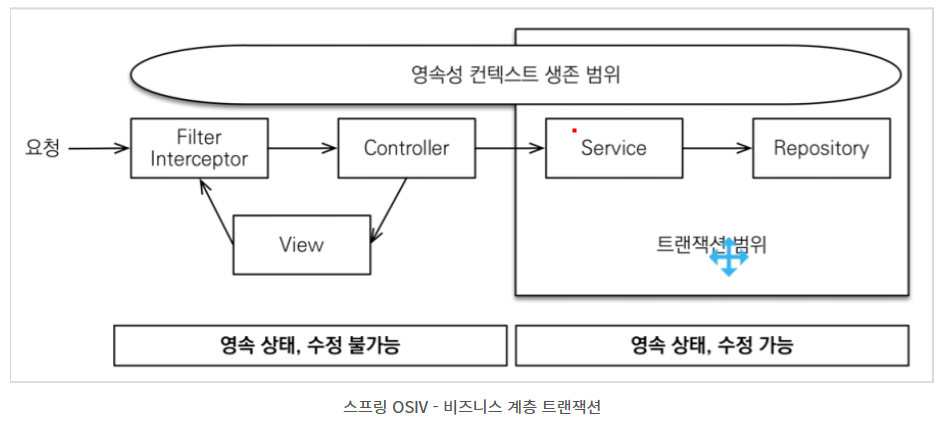 영속성 컨텍스트 생존 범위
요청
Filter
Interceptor
Controller
Service
Repository
View
트랜잭션 범위
영속 상태, 수정 불가능
영속 상태, 수정 가능
스프링 OSIV - 비즈니스 계층 트랜잭션